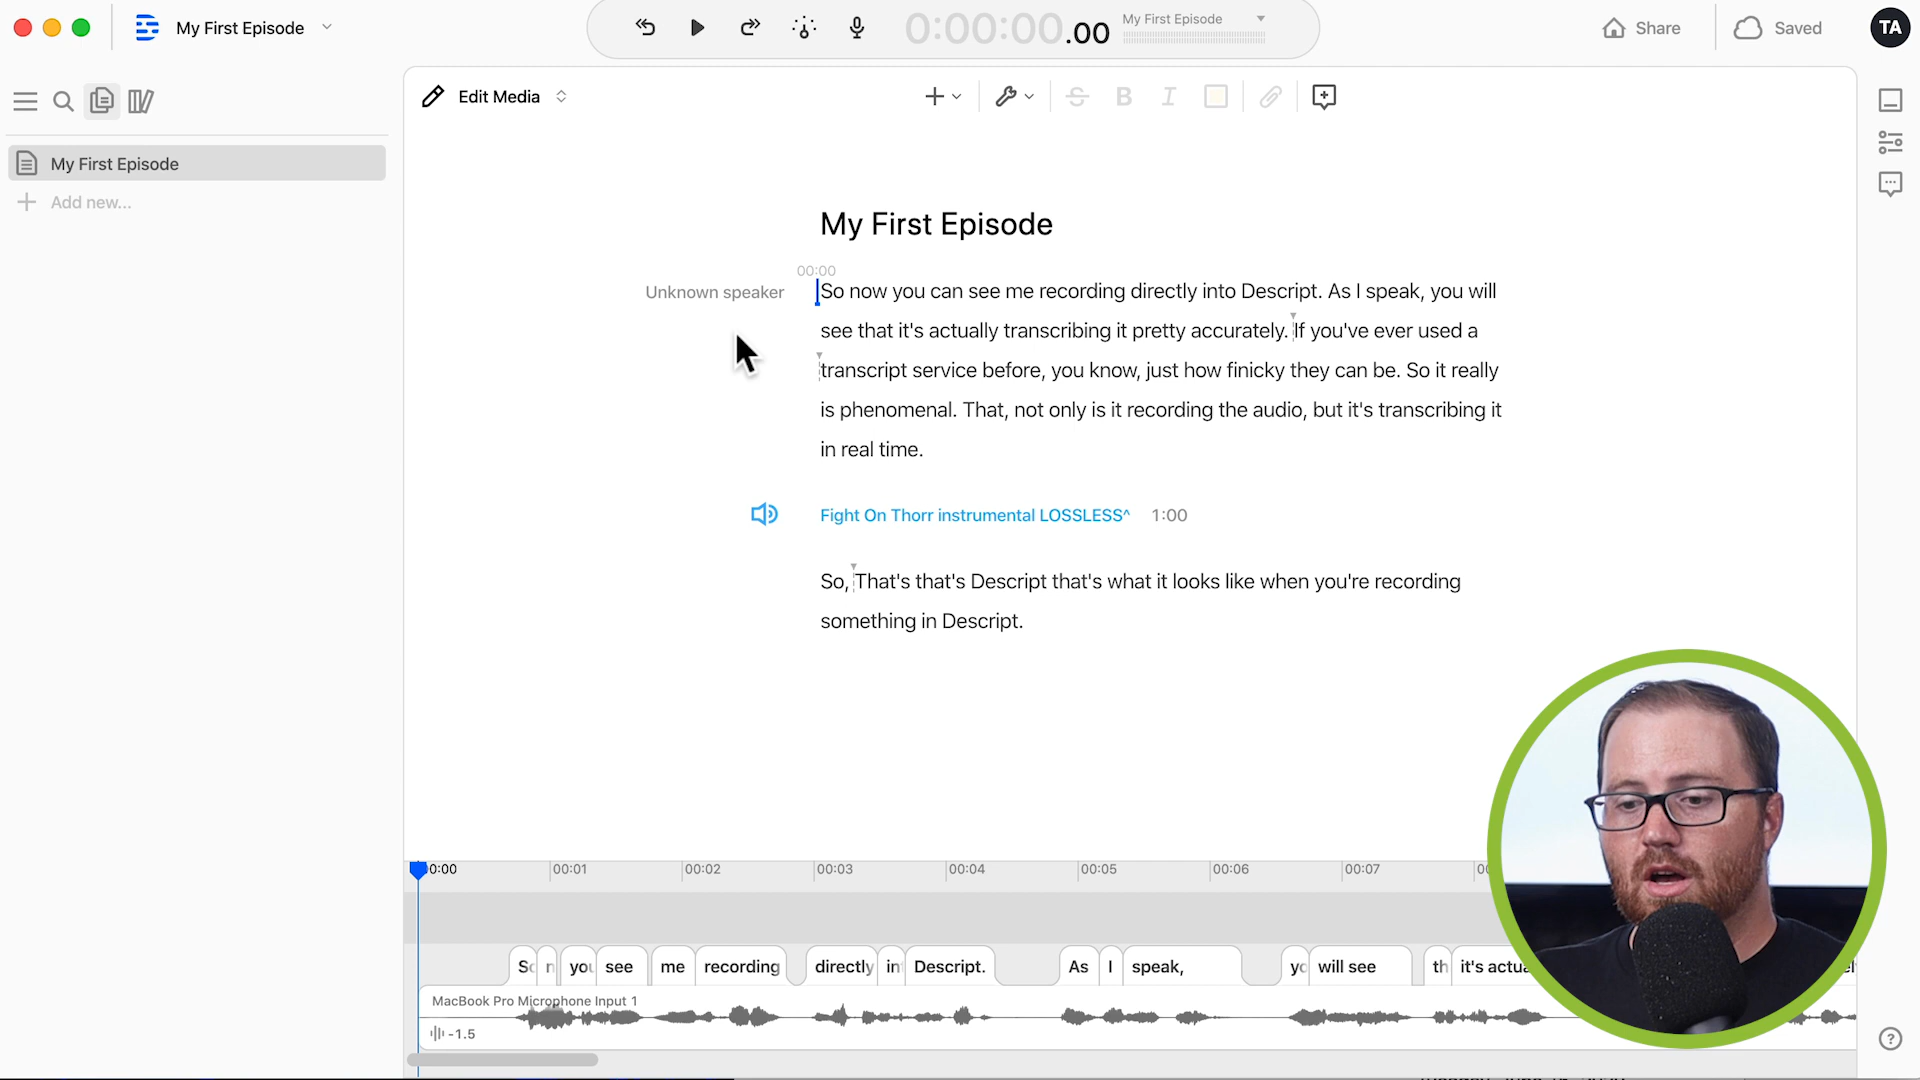 My First Episode
0:00:00.00
My First Episode
Share
Saved
TA
Edit Media
B
I
My First Episode
Add new...
My First Episode
00:00
Unknown speaker
So now you can see me recording directly into Descript. As I speak, you will
see that it's actually transcribing it pretty accurately. If you've ever used a
transcript service before, you know, just how finicky they can be. So it really
is phenomenal. That, not only is it recording the audio, but it's transcribing it
in real time.
Fight On Thorr instrumental LOSSLESS^ 1:00
So, That's that's Descript that's what it looks like when you're recording
something in Descript.
00:01
00:02
00:03
00:04
00:05
00:06
00:07
see me recording directly Descript. As I speak, will see
MacBook Pro Microphone Input 1
-1.5
?